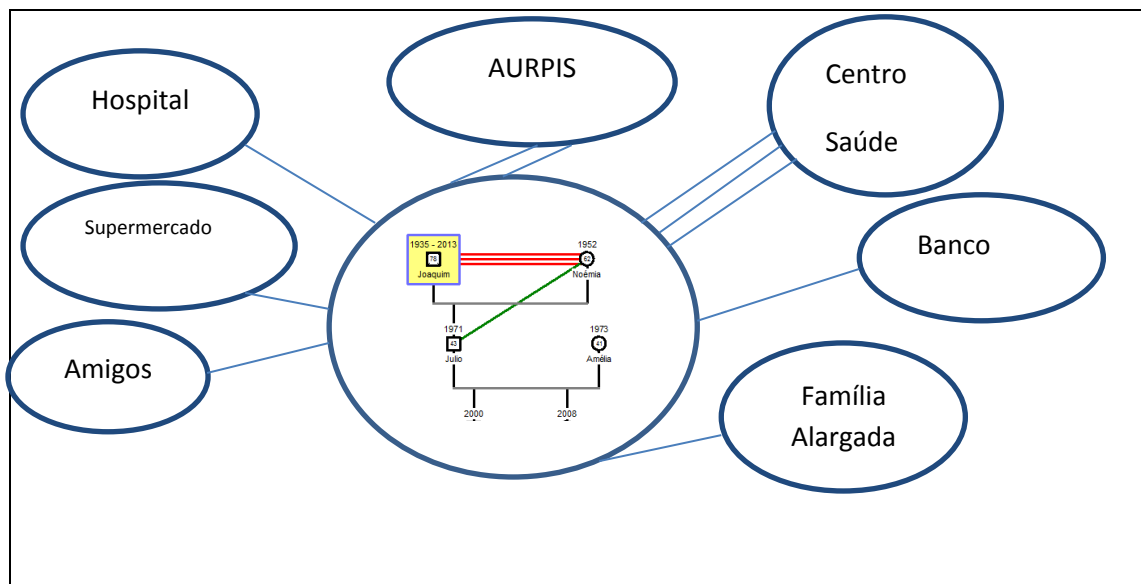 AURPIS
Centro
Saúde
Hospital
Supermercado
Banco
1935 - 2013
1952
78
62
Joaquim
Noémia
1971
1973
43
41
Julio
Amélia
Amigos
Família
Alargada
2000
2008